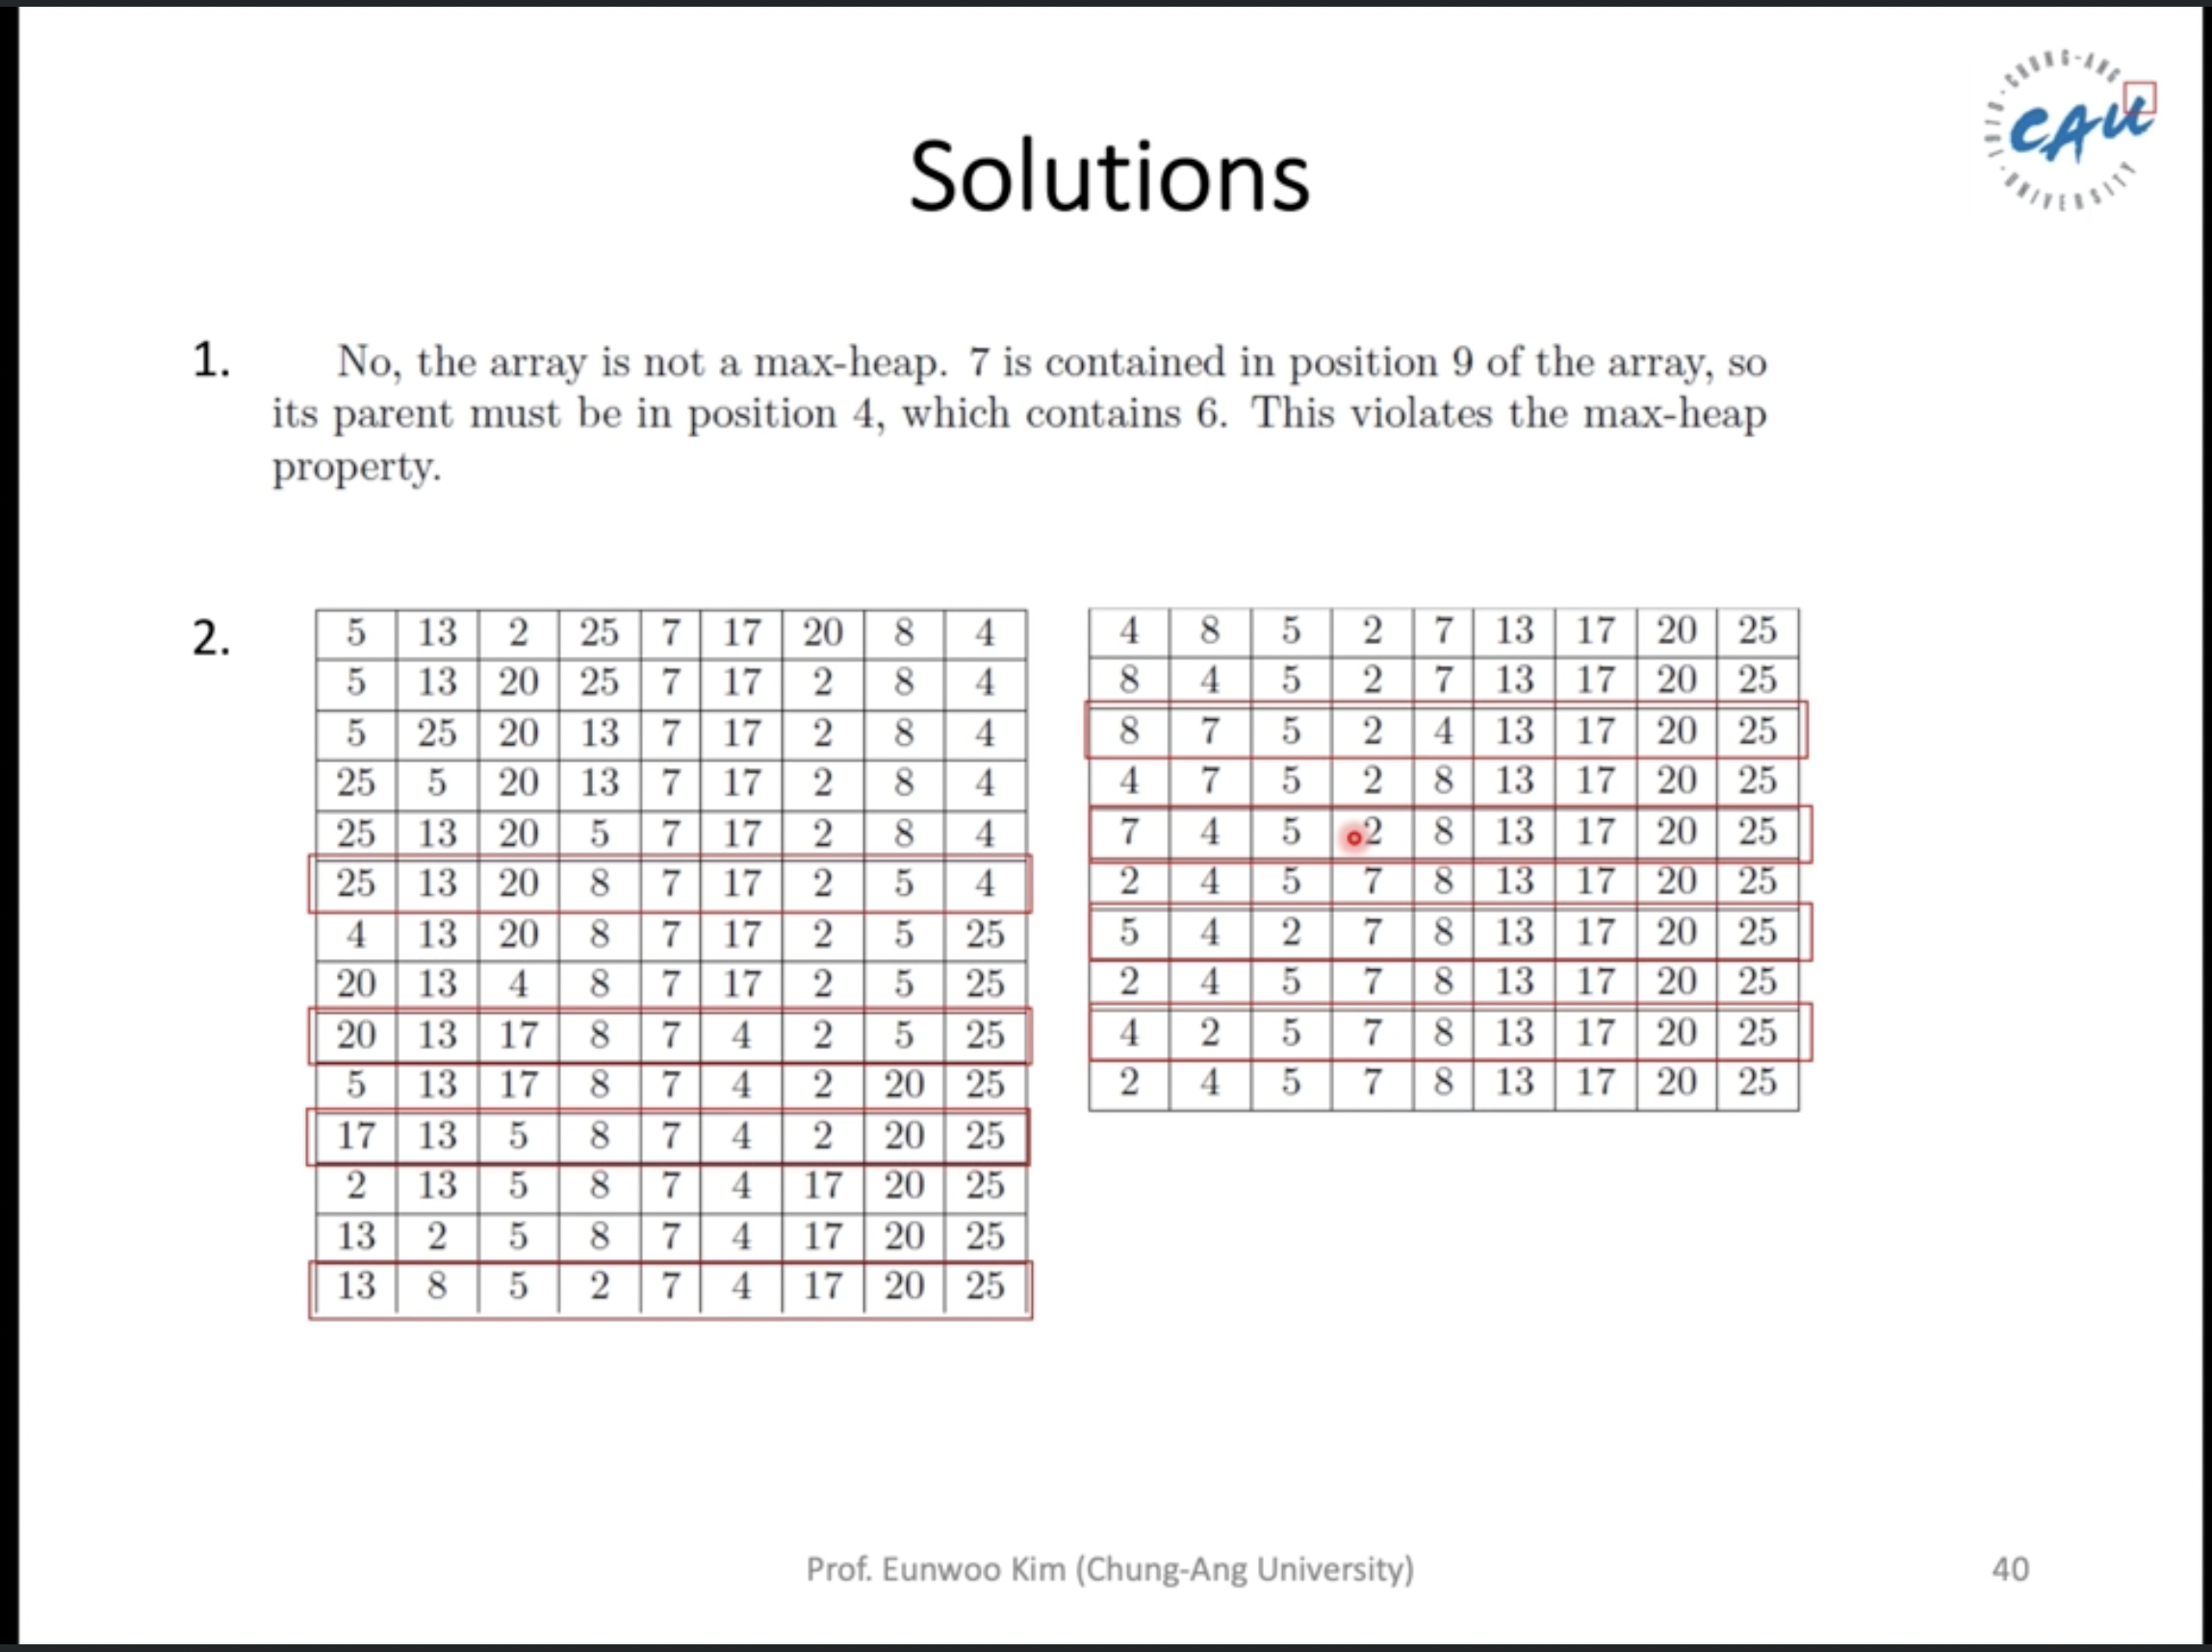 CHUNG-ANG
CAU
UNIVERSITY
Solutions
1. No, the array is not a max-heap. 7 is contained in position 9 of the array, so
its parent must be in position 4, which contains 6. This violates the max-heap
property.
2.
5 13 2 25 7 17 20 8 4
5 13 20 25 7 17 2 8 4
5 25 20 13 7 17 2 8 4
25 5 20 13 7 17 2 8 4
25 13 20 5 7 17 2 8 4
25 13 20 8 7 17 2 5 4
4 13 20 8 7 17 2 5 25
20 13 4 8 7 17 2 5 25
20 13 17 8 7 4 2 5 25
5 13 17 8 7 4 2 20 25
17 13 5 8 7 4 2 20 25
2 13 5 8 7 4 17 20 25
13 2 5 8 7 4 17 20 25
13 8 5 2 7 4 17 20 25
4 8 5 2 7 13 17 20 25
8 4 5 2 7 13 17 20 25
8 7 5 2 4 13 17 20 25
4 7 5 2 8 13 17 20 25
7 4 5 2 8 13 17 20 25
2 4 5 7 8 13 17 20 25
5 4 2 7 8 13 17 20 25
2 4 5 7 8 13 17 20 25
4 2 5 7 8 13 17 20 25
2 4 5 7 8 13 17 20 25
Prof. Eunwoo Kim (Chung-Ang University)
40